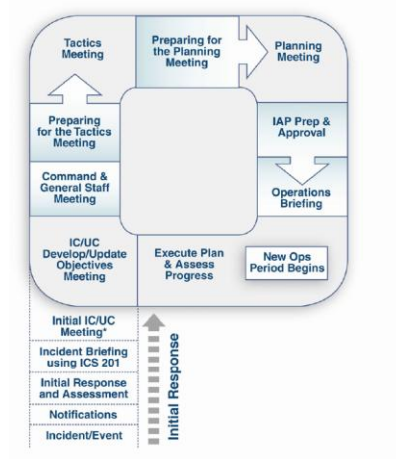 Tactics
Meeting
Preparing for
the Planning
Meeting
Planning
Meeting
Preparing
for the Tactics
Meeting
IAP Prep &
Approval
Command &
General Staff
Meeting
Operations
Briefing
IC/UC
Develop/Update
Objectives
Meeting
Execute Plan
& Assess
Progress
New Ops
Period Begins
Initial IC/UC
Meeting*
Incident Briefing
using ICS 201
Initial Response
and Assessment
Notifications
Incident/Event
Initial Response